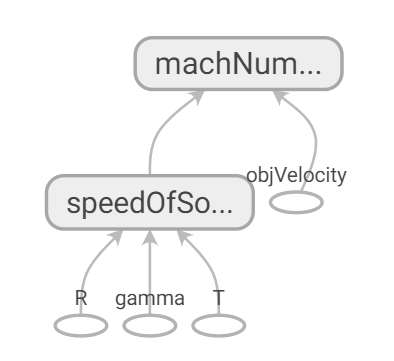 machNum...
objVelocity
speedOfSo...
R gamma T